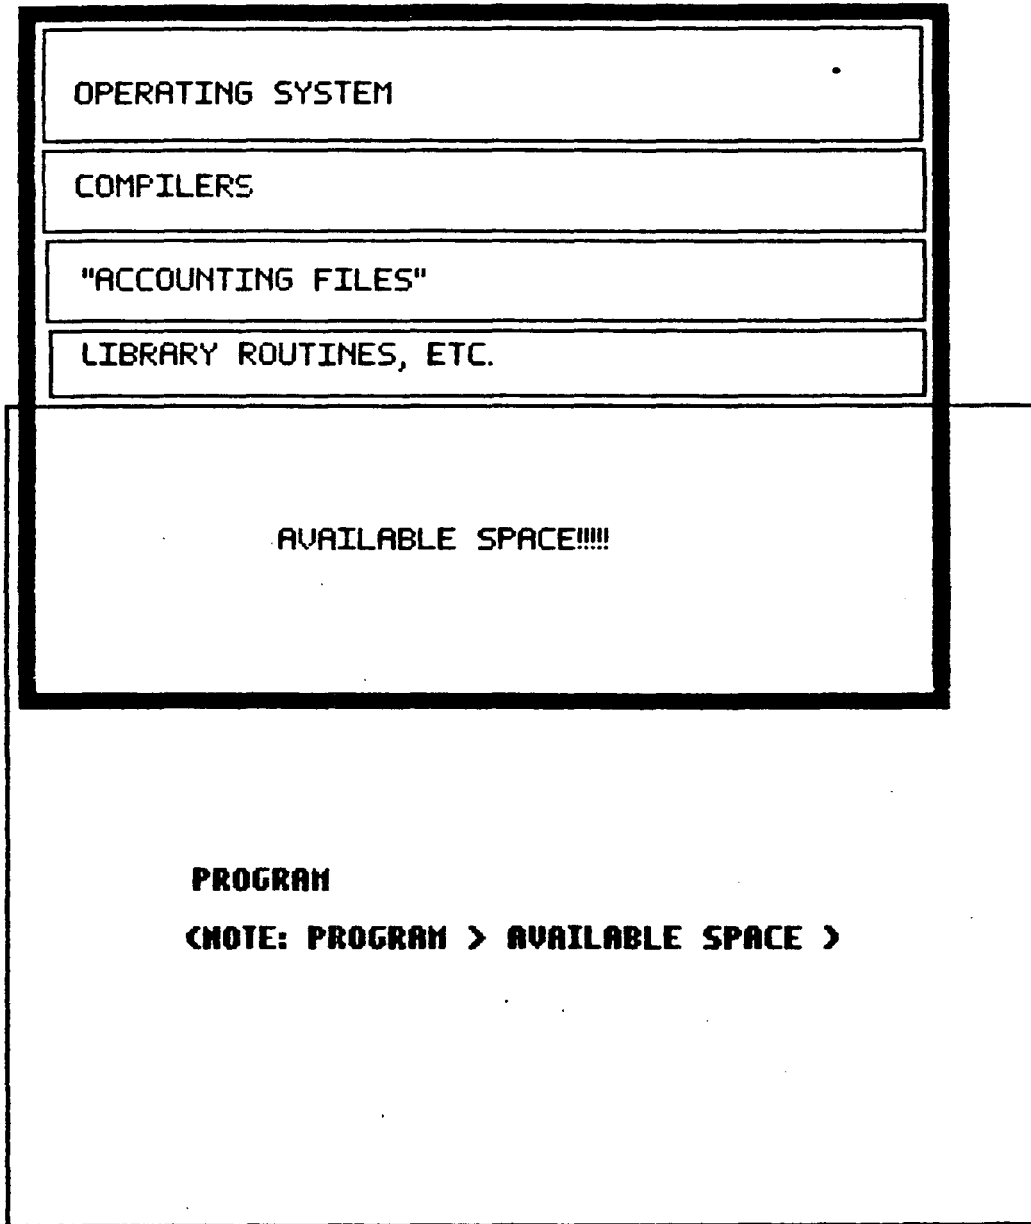 OPERATING SYSTEM
COMPILERS
"ACCOUNTING FILES"
LIBRARY ROUTINES, ETC.
AVAILABLE SPACE!!!!!
PROGRAM
(NOTE: PROGRAM > AVAILABLE SPACE )